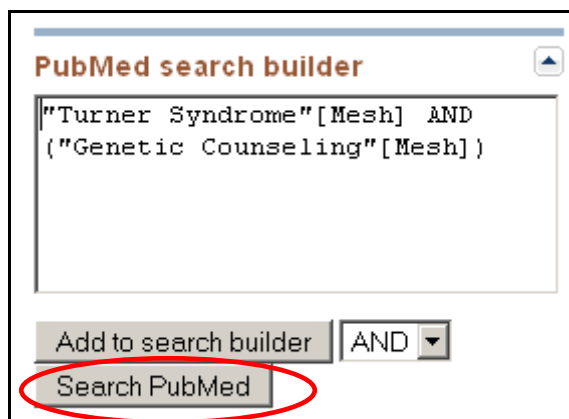 PubMed search builder
"Turner Syndrome"[Mesh] AND
("Genetic Counseling"[Mesh])
Add to search builder AND
Search PubMed